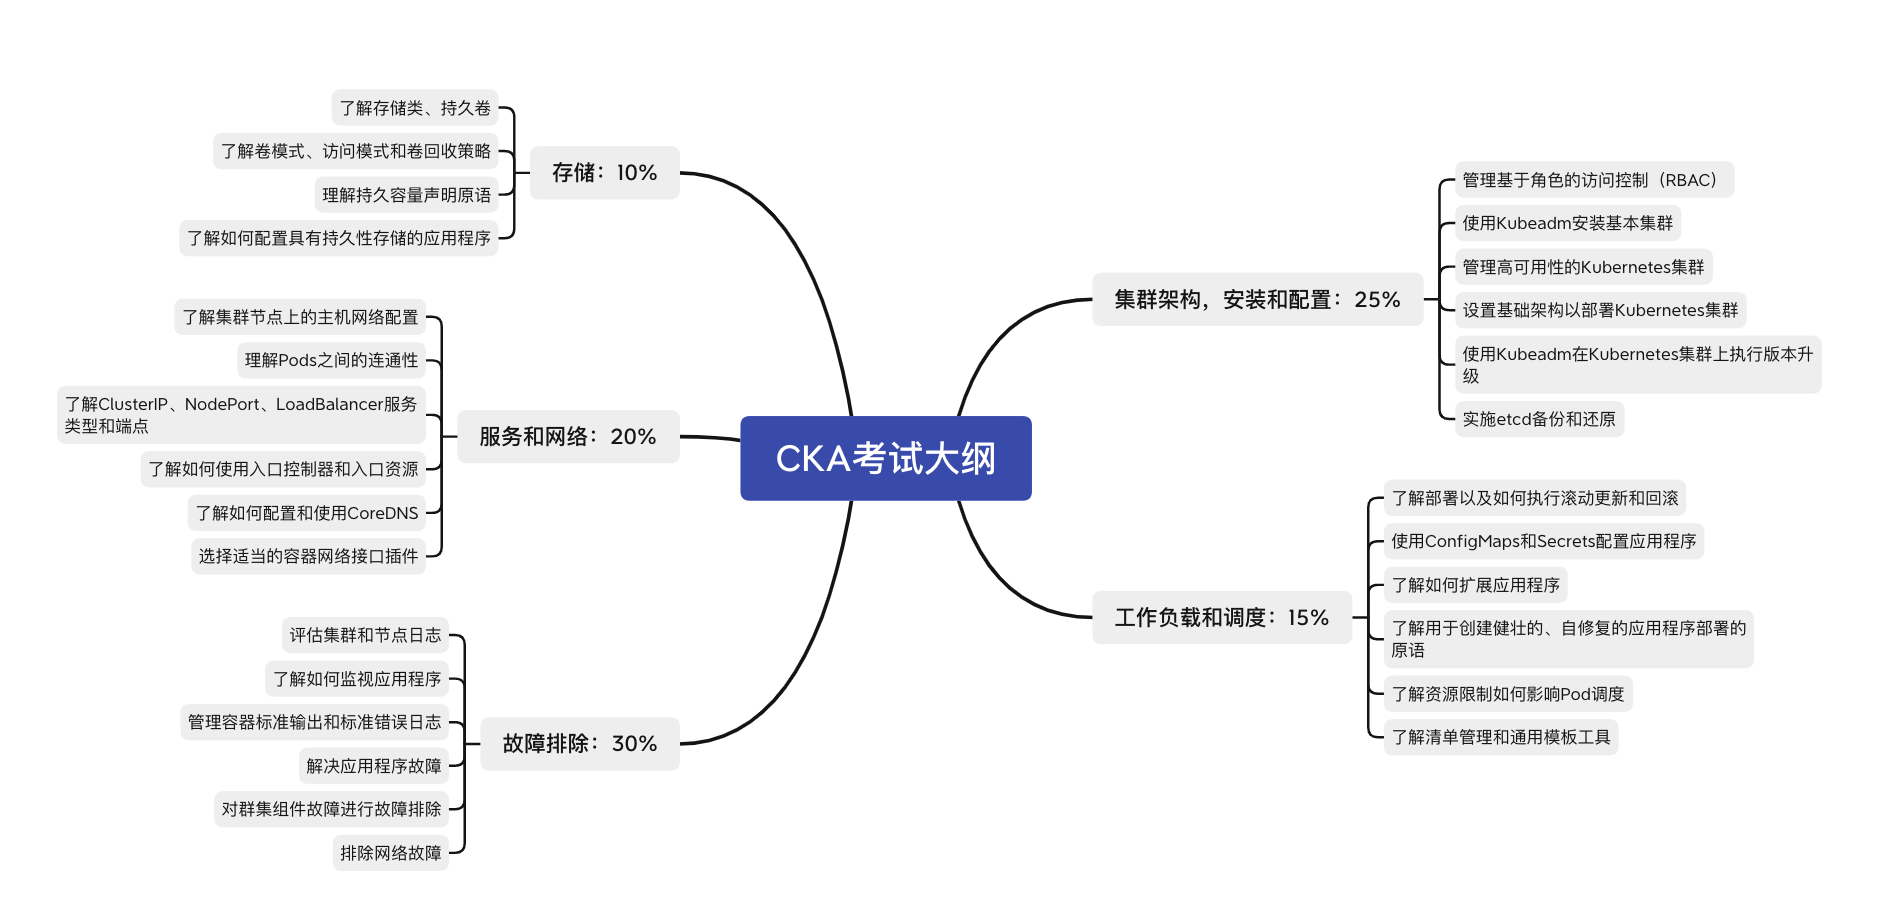 CKA考试大纲
存储：10%
了解存储类、持久卷
了解卷模式、访问模式和卷回收策略
理解持久容量声明原语
了解如何配置具有持久性存储的应用程序
服务和网络：20%
了解集群节点上的主机网络配置
理解Pods之间的连通性
了解ClusterIP、NodePort、LoadBalancer服务
类型和端点
了解如何使用入口控制器和入口资源
了解如何配置和使用CoreDNS
选择适当的容器网络接口插件
故障排除：30%
评估集群和节点日志
了解如何监视应用程序
管理容器标准输出和标准错误日志
解决应用程序故障
对群集组件故障进行故障排除
排除网络故障
集群架构，安装和配置：25%
管理基于角色的访问控制（RBAC）
使用Kubeadm安装基本集群
管理高可用性的Kubernetes集群
设置基础架构以部署Kubernetes集群
使用Kubeadm在Kubernetes集群上执行版本升
级
实施etcd备份和还原
工作负载和调度：15%
了解部署以及如何执行滚动更新和回滚
使用ConfigMaps和Secrets配置应用程序
了解如何扩展应用程序
了解用于创建健壮的、自修复的应用程序部署的
原语
了解资源限制如何影响Pod调度
了解清单管理和通用模板工具